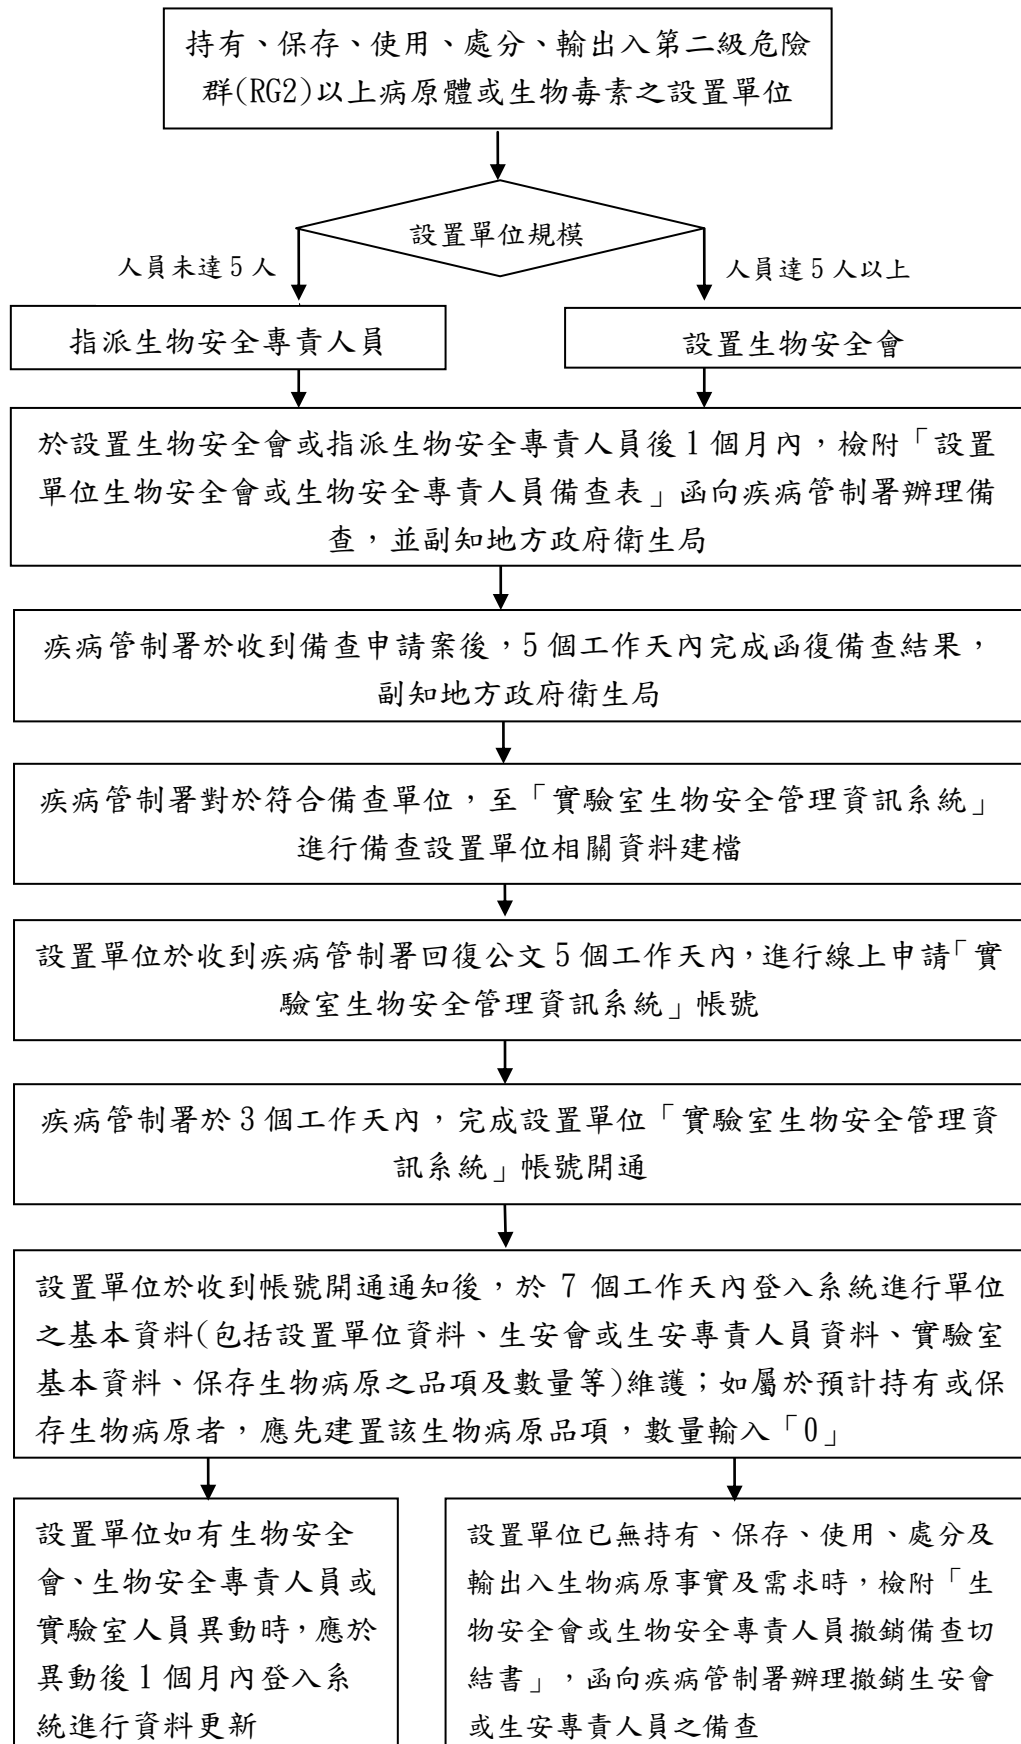 持有、保存、使用、處分、輸出入第二級危險
群(RG2)以上病原體或生物毒素之設置單位
設置單位規模
人員未達5人
人員達5人以上
指派生物安全專責人員
設置生物安全會
於設置生物安全會或指派生物安全專責人員後1個月內，檢附「設置
單位生物安全會或生物安全專責人員備查表」函向疾病管制署辦理備
查，並副知地方政府衛生局
疾病管制署於收到備查申請案後，5個工作天內完成函復備查結果，
副知地方政府衛生局
疾病管制署對於符合備查單位，至「實驗室生物安全管理資訊系統」
進行備查設置單位相關資料建檔
設置單位於收到疾病管制署回復公文5個工作天內，進行線上申請「實
驗室生物安全管理資訊系統」帳號
疾病管制署於3個工作天內，完成設置單位「實驗室生物安全管理資
訊系統」帳號開通
設置單位於收到帳號開通通知後，於 7 個工作天內登入系統進行單位
之基本資料(包括設置單位資料、生安會或生安專責人員資料、實驗室
基本資料、保存生物病原之品項及數量等)維護；如屬於預計持有或保
存生物病原者，應先建置該生物病原品項，數量輸入「0」
設置單位如有生物安全
會、生物安全專責人員或
實驗室人員異動時，應於
異動後1個月內登入系
統進行資料更新
設置單位已無持有、保存、使用、處分及
輸出入生物病原事實及需求時，檢附「生
物安全會或生物安全專責人員撤銷備查切
結書」，函向疾病管制署辦理撤銷生安會
或生安專責人員之備查